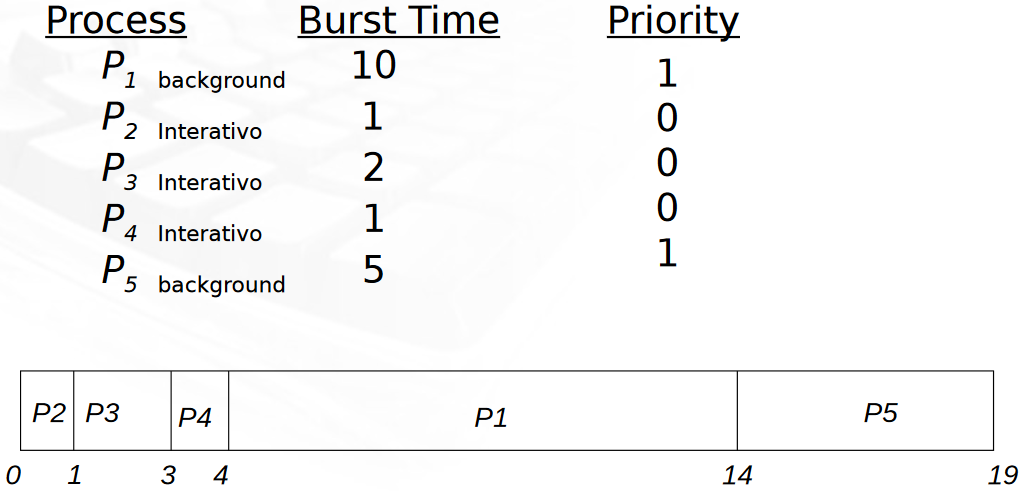 Process Burst Time Priority
P1 background 10 1
P2 Interativo 1 0
P3 Interativo 2 0
P4 Interativo 1 0
P5 background 5 1
P2 P3 P4 P1 P5
0 1 3 4 14 19